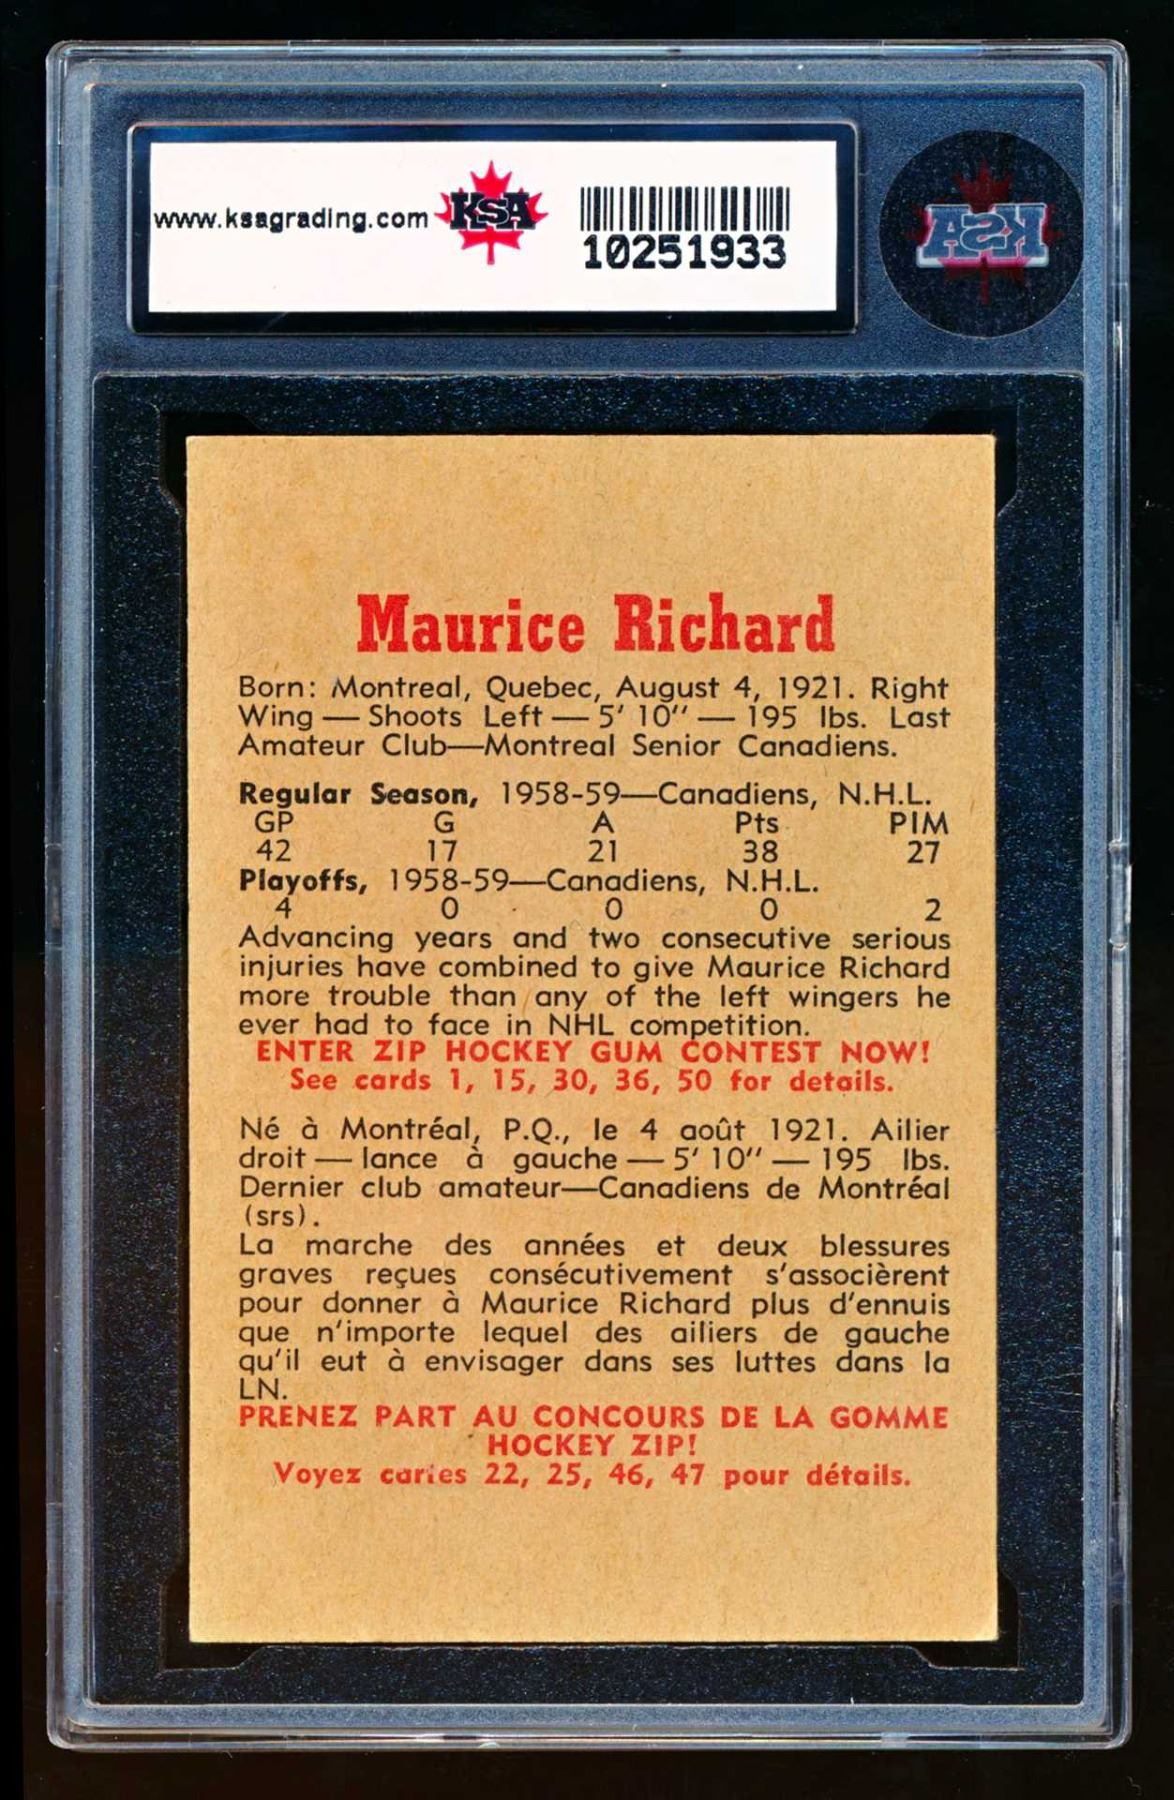 www.ksagrading.com KSA
10251933
KSA
Maurice Richard
Born: Montreal, Quebec, August 4, 1921. Right
Wing — Shoots Left — 5' 10'' — 195 lbs. Last
Amateur Club—Montreal Senior Canadiens.
Regular Season, 1958-59—Canadiens, N.H.L.
GP G A Pts PIM
42 17 21 38 27
Playoffs, 1958-59—Canadiens, N.H.L.
4 0 0 0 2
Advancing years and two consecutive serious
injuries have combined to give Maurice Richard
more trouble than any of the left wingers he
ever had to face in NHL competition.
ENTER ZIP HOCKEY GUM CONTEST NOW!
See cards 1, 15, 30, 36, 50 for details.
Né à Montréal, P.Q., le 4 août 1921. Ailier
droit — lance à gauche — 5' 10'' — 195 lbs.
Dernier club amateur—Canadiens de Montréal
(srs).
La marche des années et deux blessures
graves reçues consécutivement s'associèrent
pour donner à Maurice Richard plus d'ennuis
que n'importe lequel des ailiers de gauche
qu'il eut à envisager dans ses luttes dans la
LN.
PRENEZ PART AU CONCOURS DE LA GOMME
HOCKEY ZIP!
Voyez cartes 22, 25, 46, 47 pour détails.